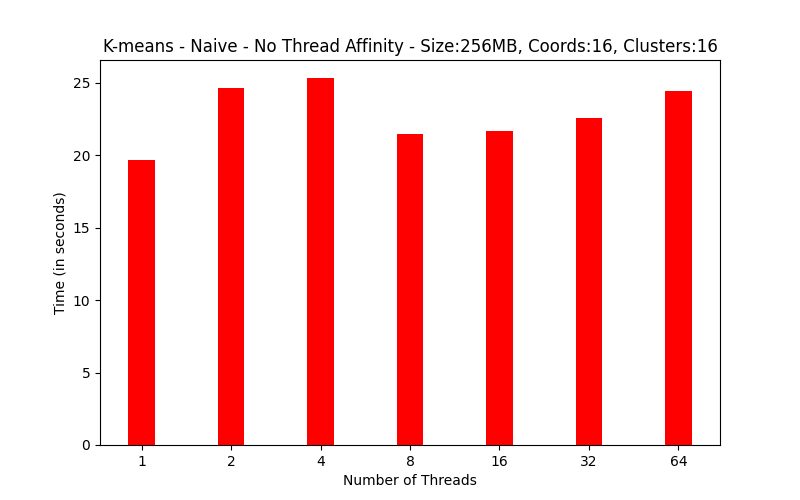 K-means - Naive - No Thread Affinity - Size:256MB, Coords:16, Clusters:16
25
20
15
10
5
0
Time (in seconds)
1 2 4 8 16 32 64
Number of Threads